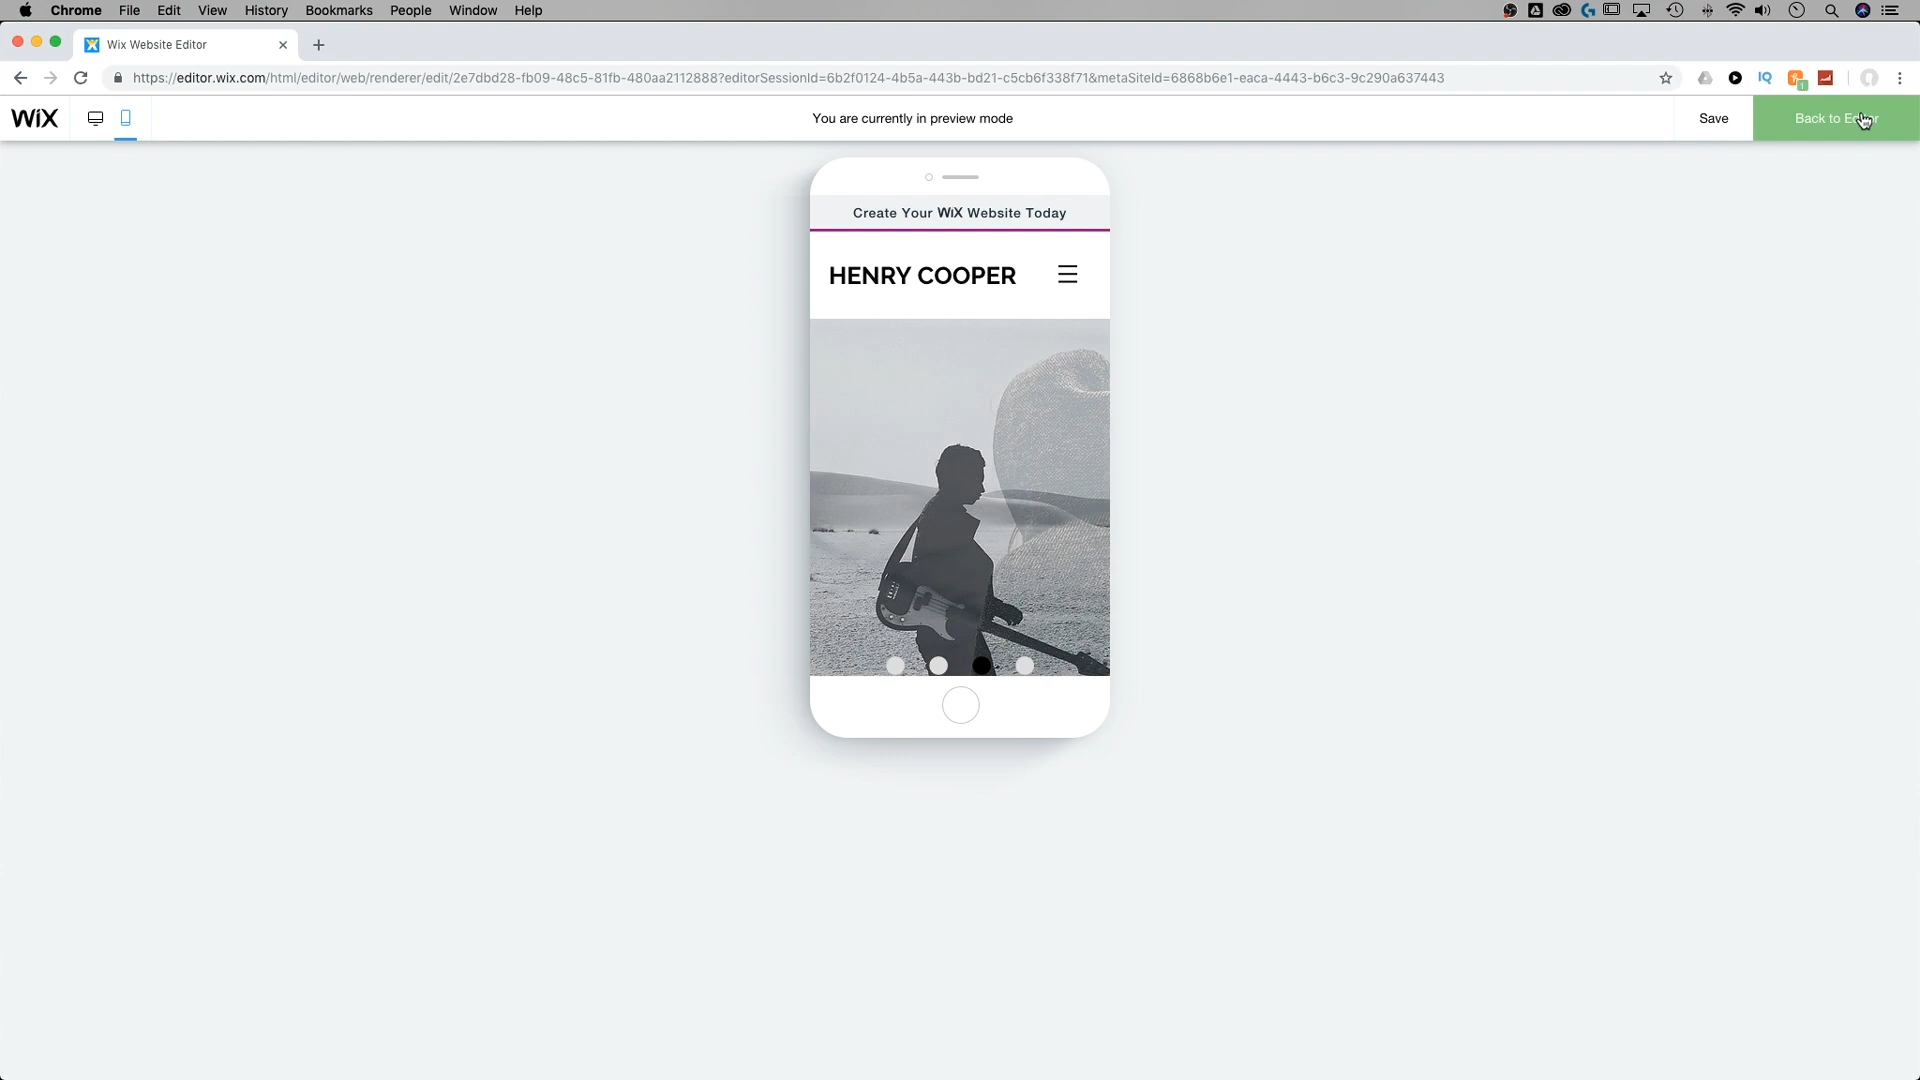 Chrome File Edit View History Bookmarks People Window Help
Wix Website Editor
https://editor.wix.com/html/editor/web/renderer/edit/2e7dbd28-fb09-48c5-81fb-480aa2112888?editorSessionId=6b2f0124-4b5a-443b-bd21-c5cb6f338f71&metaSiteId=6868b6e1-eaca-4443-b6c3-9c290a637443
IQ
1
WiX
You are currently in preview mode
Save
Back to Editor
Create Your WiX Website Today
HENRY COOPER